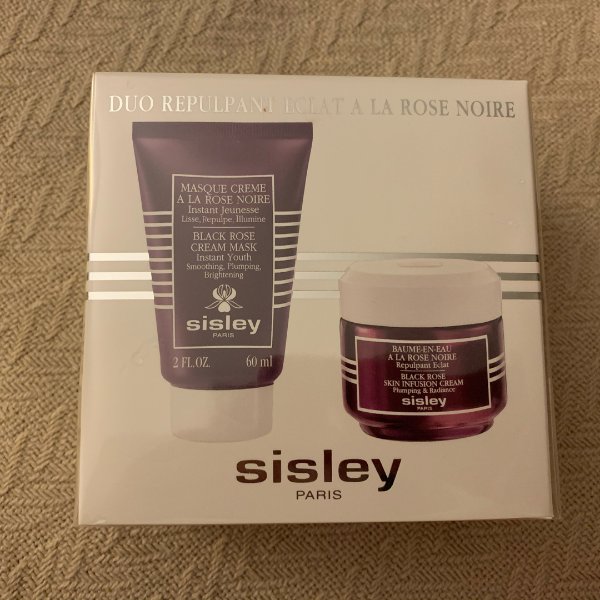 DUO REPULPANT ECLAT A LA ROSE NOIRE
MASQUE CREME
A LA ROSE NOIRE
Instant Jeunesse
Lisse, Repulpe, Illumine
BLACK ROSE
CREAM MASK
Instant Youth
Smoothing, Plumping,
Brightening
sisley
PARIS
2 FL.OZ. 60 ml
BAUME-EN-EAU
A LA ROSE NOIRE
Repulpant Eclat
BLACK ROSE
SKIN INFUSION CREAM
Plumping & Radiance
sisley
PARIS
sisley
PARIS